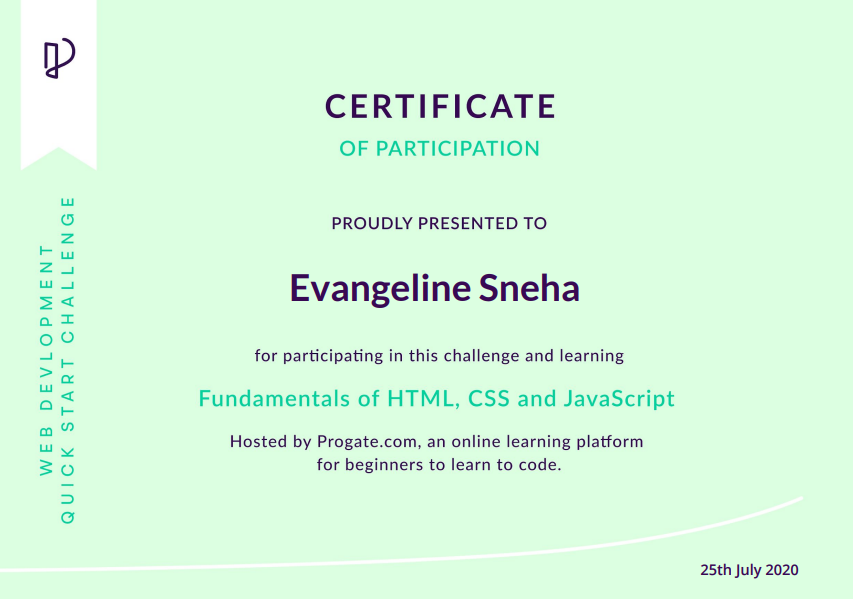 CERTIFICATE
OF PARTICIPATION
PROUDLY PRESENTED TO
Evangeline Sneha
for participating in this challenge and learning
Fundamentals of HTML, CSS and JavaScript
Hosted by Progate.com, an online learning platform
for beginners to learn to code.
WEB DEVLOPMENT
QUICK START CHALLENGE
25th July 2020